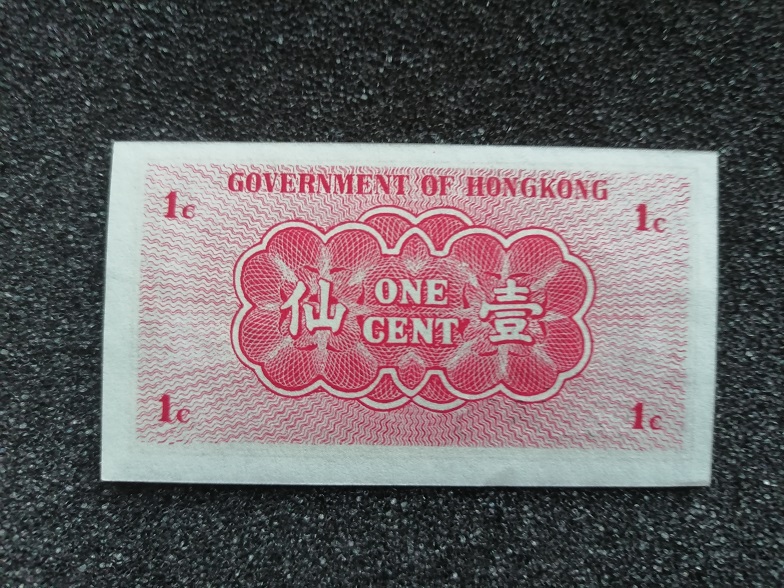 GOVERNMENT OF HONGKONG
1c 1c
仙 ONE 壹
CENT
1c 1c